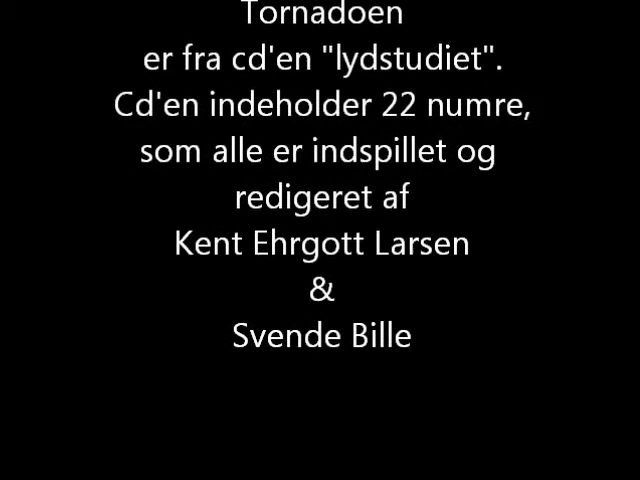 Tornadoen
er fra cd'en "lydstudiet".
Cd'en indeholder 22 numre,
som alle er indspillet og
redigeret af
Kent Ehrgott Larsen
&
Svende Bille